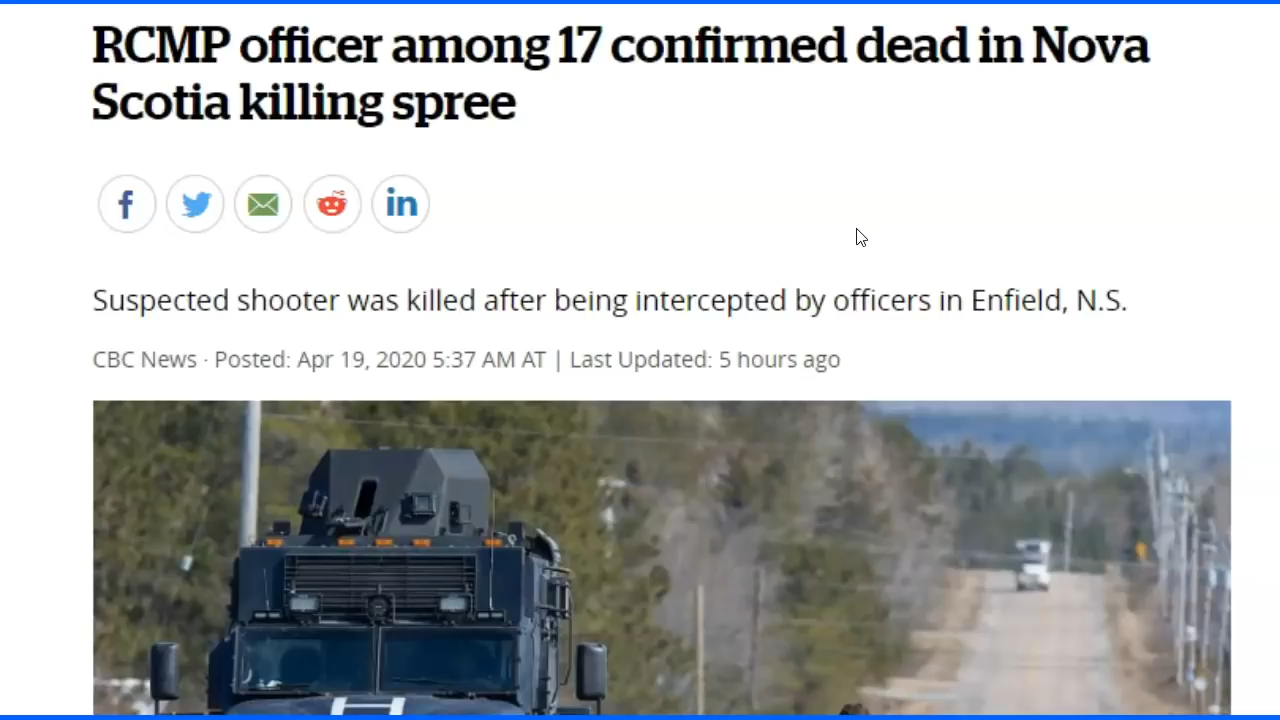 RCMP officer among 17 confirmed dead in Nova
Scotia killing spree
Suspected shooter was killed after being intercepted by officers in Enfield, N.S.
CBC News · Posted: Apr 19, 2020 5:37 AM AT | Last Updated: 5 hours ago